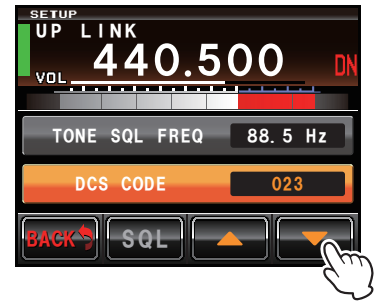 SETUP
UP LINK
VOL 440.500 DN
TONE SQL FREQ 88.5 Hz
DCS CODE 023
BACK SQL